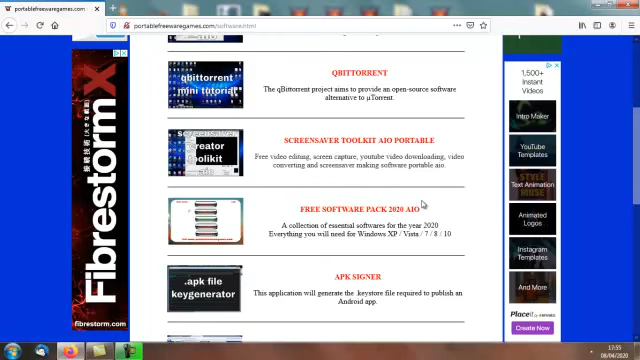 portablefreewaregames.com/s
portablefreewaregames.com/software.html
qbittorrent
mini tutorial
QBITTORRENT
The qBittorrent project aims to provide an open-source software
alternative to µTorrent.
screensaver
creator
toolkit
aio
SCREENSAVER TOOLKIT AIO PORTABLE
Free video editing, screen capture, youtube video downloading, video
converting and screensaver making software portable aio.
FREE SOFTWARE PACK 2020 AIO
A collection of essential softwares for the year 2020
Everything you will need for Windows XP / Vista / 7 / 8 / 10
.apk file
keygenerator
APK SIGNER
This application will generate the .keystore file required to publish an
Android app.
FibrestormX
fibrestorm.com
1,500+
Instant
Videos
Intro Maker
YouTube
Templates
Text Animation
Animated
Logos
Instagram
Templates
And More
Placeit
Create Now
17:55
08/04/2020